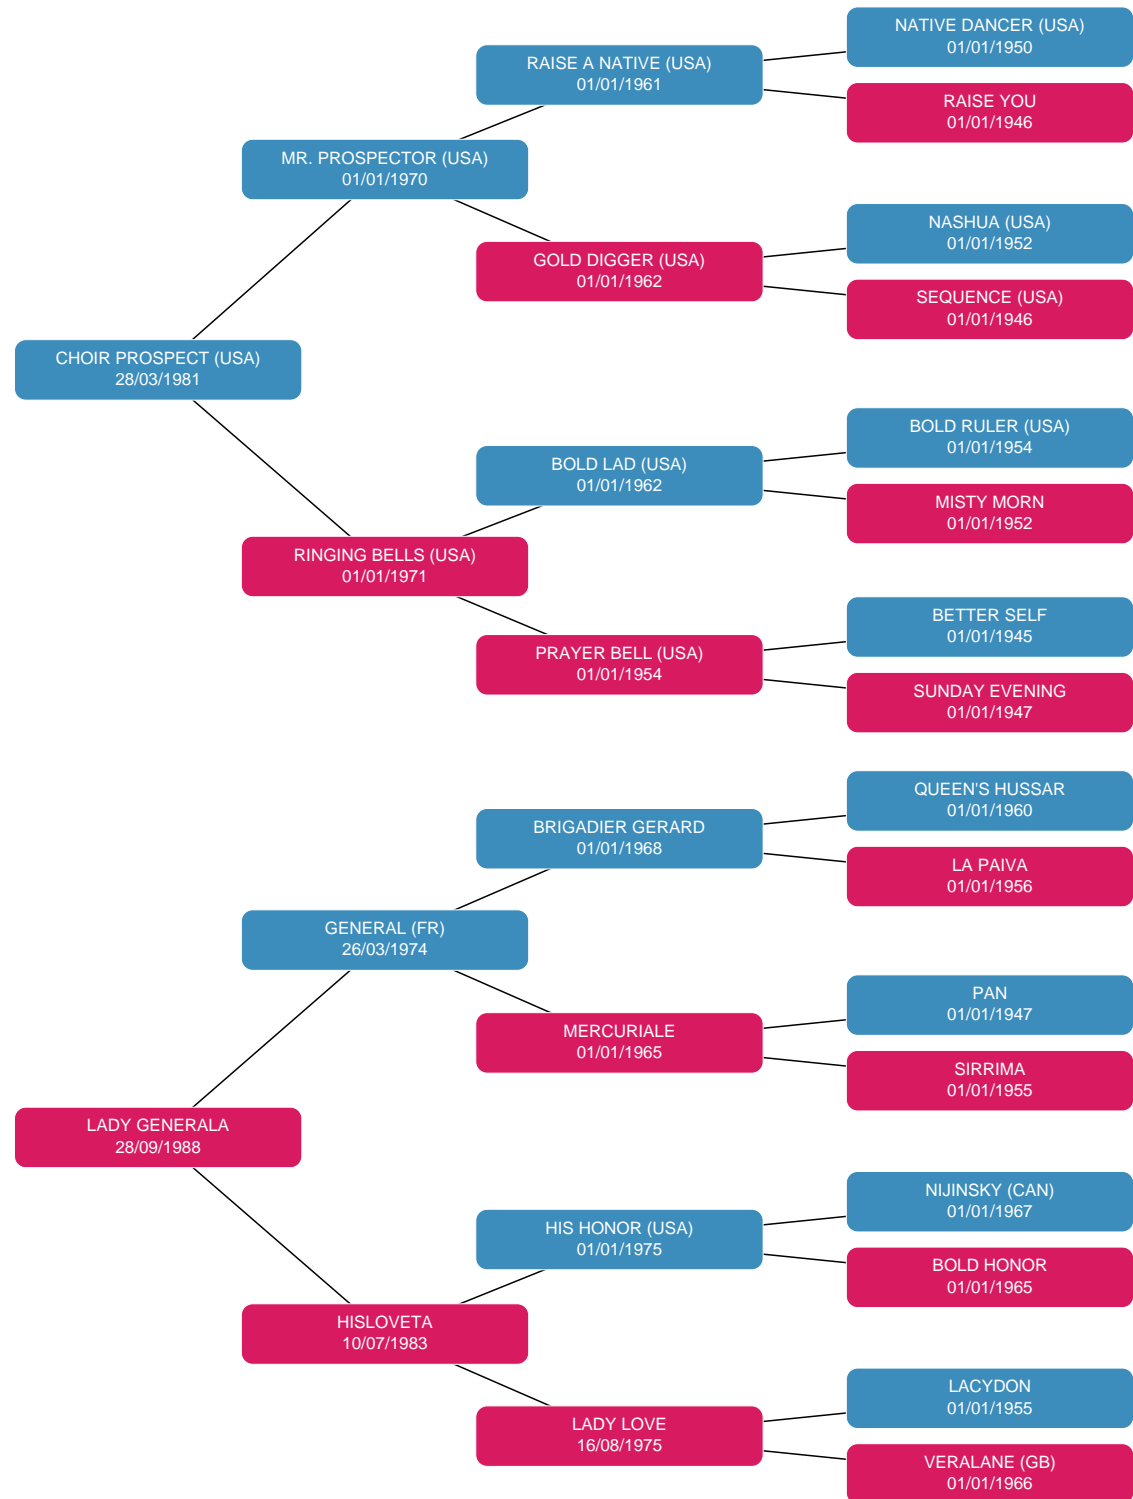 NATIVE DANCER (USA)
01/01/1950
RAISE A NATIVE (USA)
01/01/1961
RAISE YOU
01/01/1946
MR. PROSPECTOR (USA)
01/01/1970
NASHUA (USA)
01/01/1952
GOLD DIGGER (USA)
01/01/1962
SEQUENCE (USA)
01/01/1946
CHOIR PROSPECT (USA)
28/03/1981
BOLD RULER (USA)
01/01/1954
BOLD LAD (USA)
01/01/1962
MISTY MORN
01/01/1952
RINGING BELLS (USA)
01/01/1971
BETTER SELF
01/01/1945
PRAYER BELL (USA)
01/01/1954
SUNDAY EVENING
01/01/1947
QUEEN'S HUSSAR
01/01/1960
BRIGADIER GERARD
01/01/1968
LA PAIVA
01/01/1956
GENERAL (FR)
26/03/1974
PAN
01/01/1947
MERCURIALE
01/01/1965
SIRRIMA
01/01/1955
LADY GENERALA
28/09/1988
NIJINSKY (CAN)
01/01/1967
HIS HONOR (USA)
01/01/1975
BOLD HONOR
01/01/1965
HISLOVETA
10/07/1983
LACYDON
01/01/1955
LADY LOVE
16/08/1975
VERALANE (GB)
01/01/1966